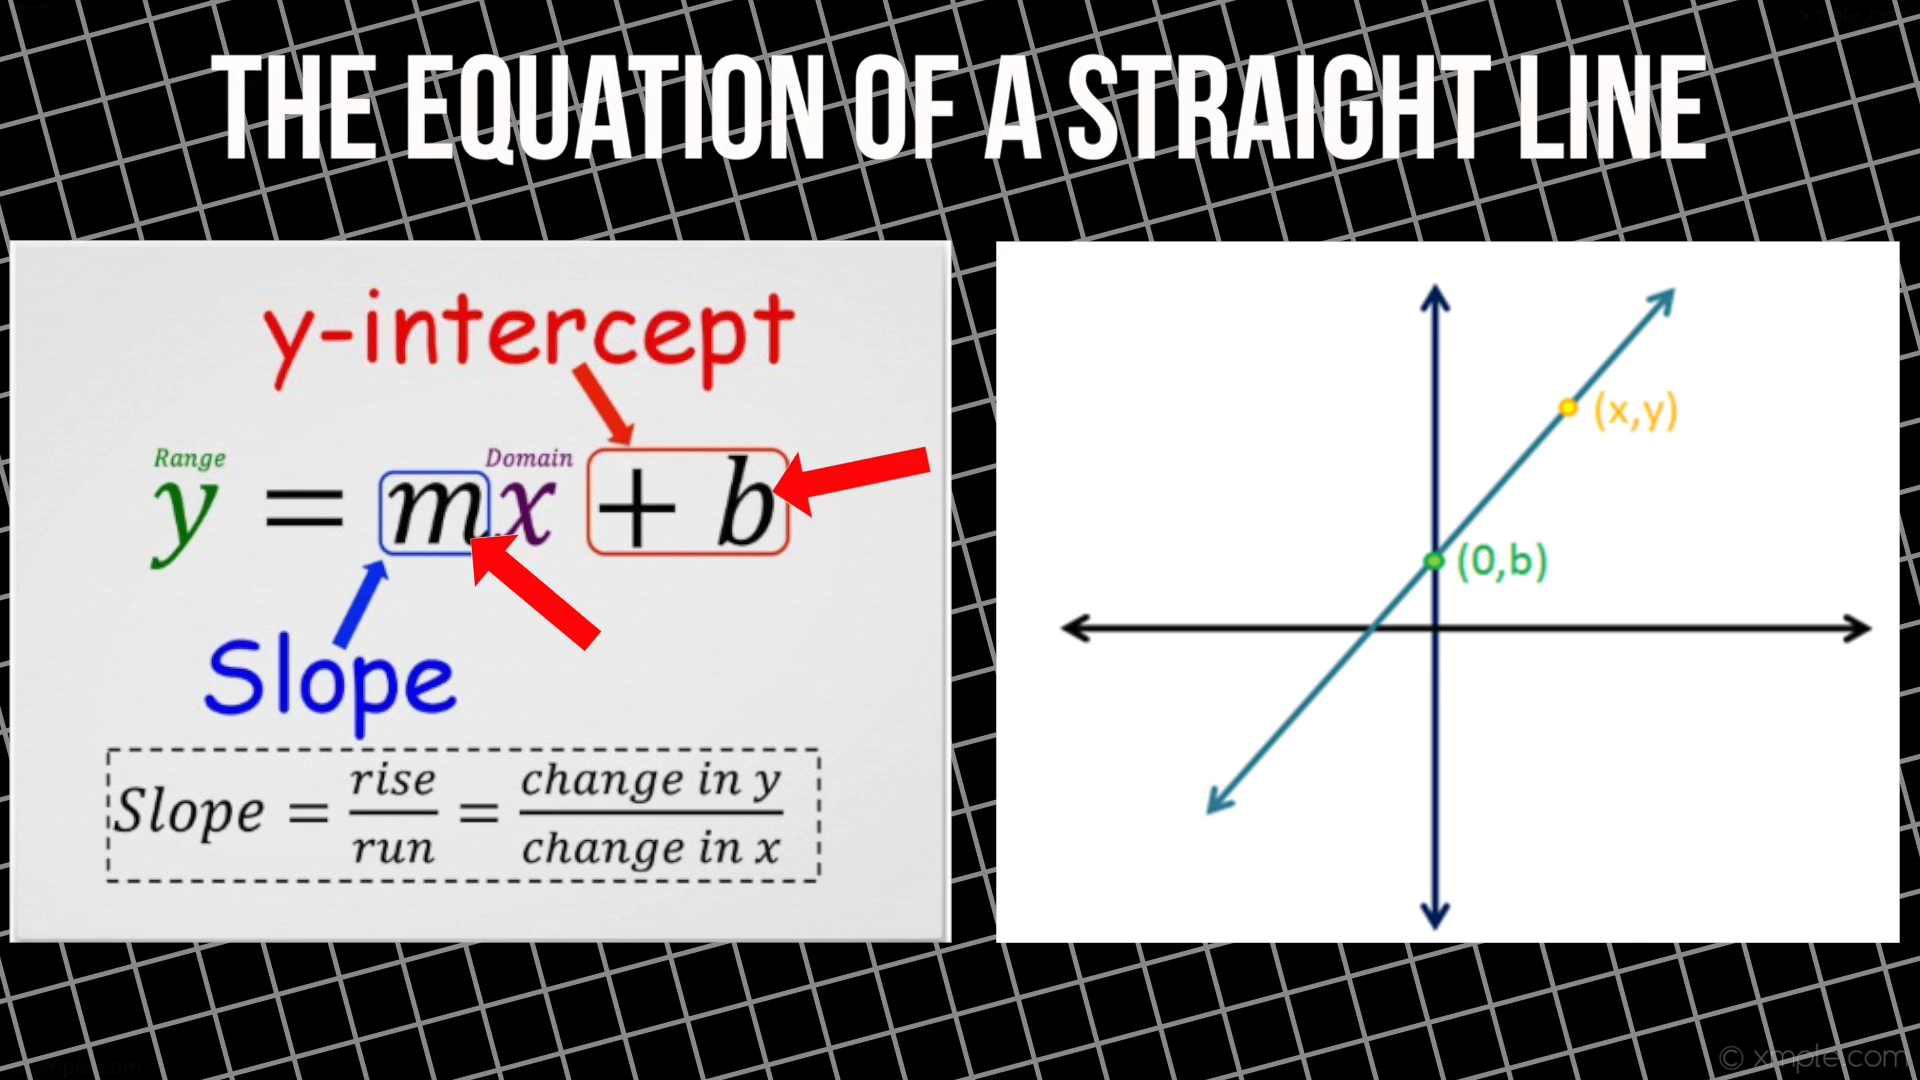 THE EQUATION OF A STRAIGHT LINE
y-intercept
Range Domain
y = mx + b
Slope
Slope = rise/run = change in y/change in x
(x,y)
(0,b)
© xmple.com